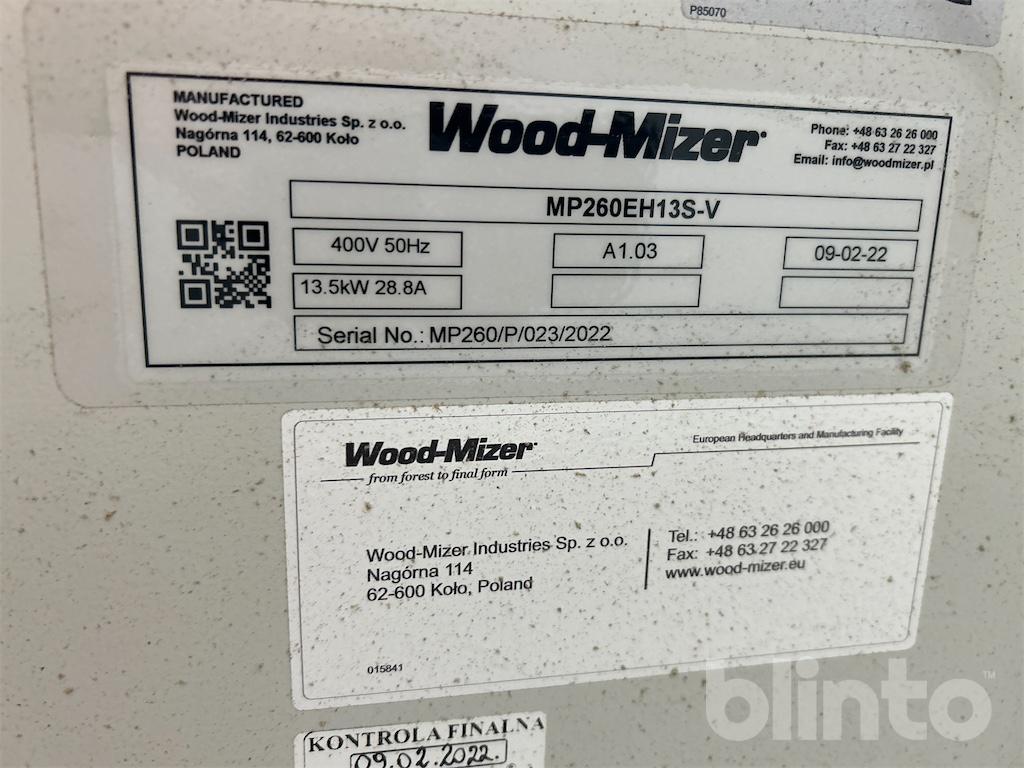 P85070
MANUFACTURED
Wood-Mizer Industries Sp. z o.o.
Nagórna 114, 62-600 Koło
POLAND
Wood-Mizer
Phone: +48 63 26 26 000
Fax: +48 63 27 22 327
Email: info@woodmizer.pl
MP260EH13S-V
400V 50Hz
A1.03
09-02-22
13.5kW 28.8A
Serial No.: MP260/P/023/2022
Wood-Mizer
from forest to final form
European Headquarters and Manufacturing Facility
Wood-Mizer Industries Sp. z o.o.
Nagórna 114
62-600 Koło, Poland
Tel.: +48 63 26 26 000
Fax: +48 63 27 22 327
www.wood-mizer.eu
015841
blinto™
KONTROLA FINALNA
09.02.2022.